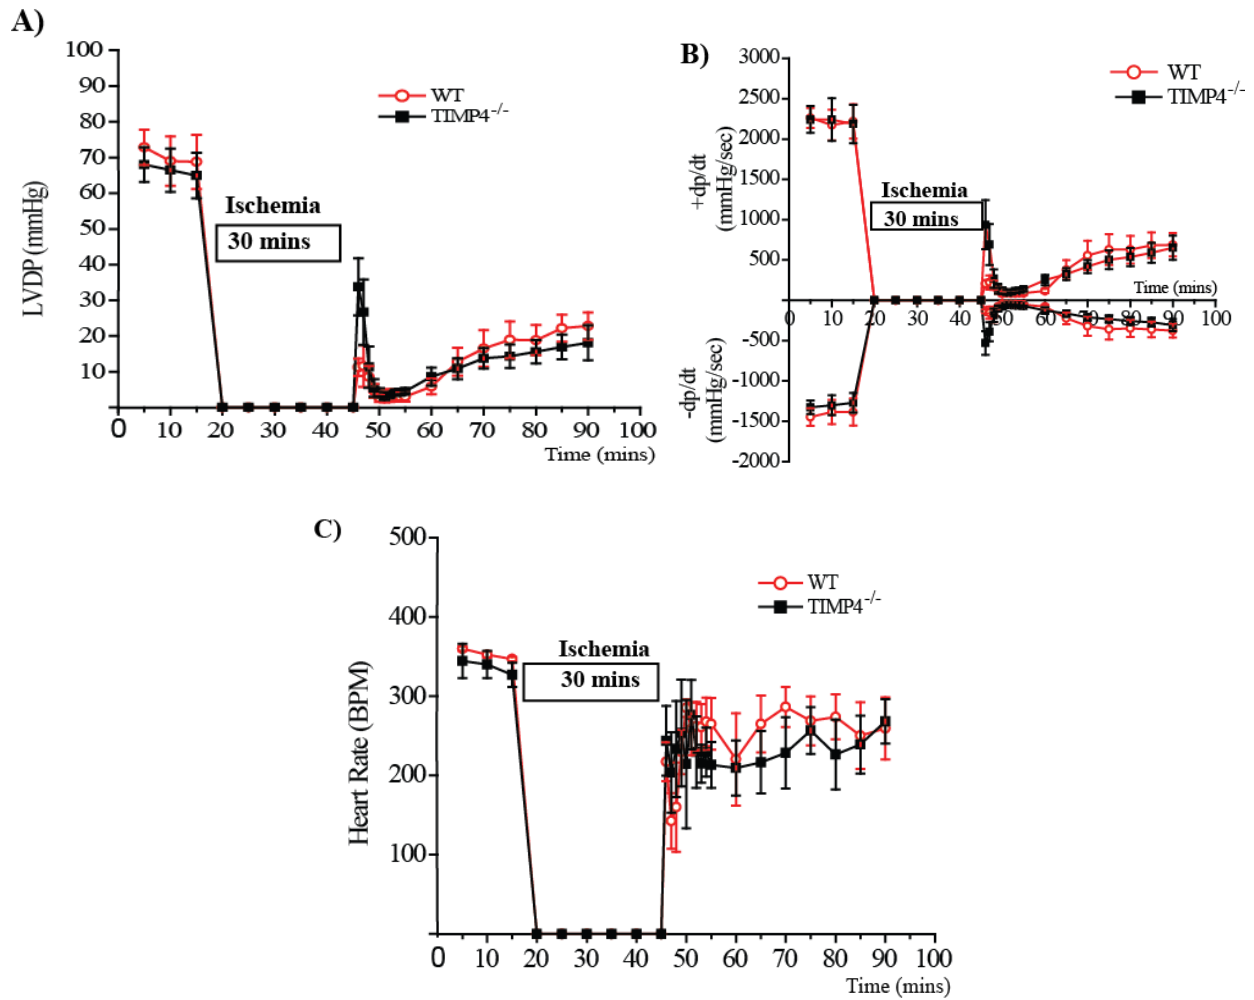 A)
100
90
80
70
60
50
40
30
20
10
LVDP (mmHg)
WT
TIMP4-/-
Ischemia
30 mins
0 10 20 30 40 50 60 70 80 90 100
Time (mins)
B)
3000
2500
2000
1500
1000
500
-500
-1000
-1500
-2000
+dp/dt
(mmHg/sec)
-dp/dt
(mmHg/sec)
WT
TIMP4-/-
Ischemia
30 mins
Time (mins)
0 10 20 30 40 50 60 70 80 90 100
C)
500
400
300
200
100
Heart Rate (BPM)
WT
TIMP4-/-
Ischemia
30 mins
0 10 20 30 40 50 60 70 80 90 100
Time (mins)